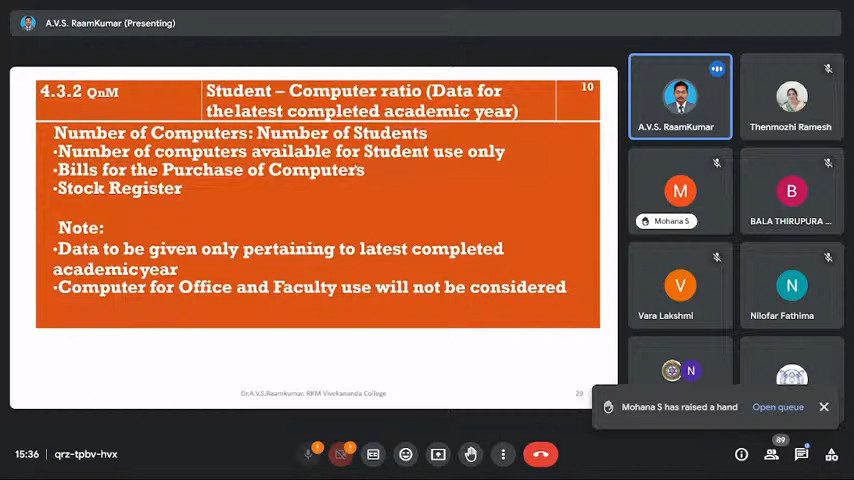 A.V.S. RaamKumar (Presenting)
4.3.2 QnM
Student – Computer ratio (Data for
thelatest completed academic year)
10
Number of Computers: Number of Students
•Number of computers available for Student use only
•Bills for the Purchase of Computers
•Stock Register
Note:
•Data to be given only pertaining to latest completed
academicyear
•Computer for Office and Faculty use will not be considered
Dr.A.V.S.Raamkumar, RKM Vivekananda College
29
A.V.S. RaamKumar
Thenmozhi Ramesh
M
Mohana S
B
BALA THIRUPURA ...
V
Vara Lakshmi
N
Nilofar Fathima
N
Mohana S has raised a hand
Open queue
15:36
qrz-tpbv-hvx
89